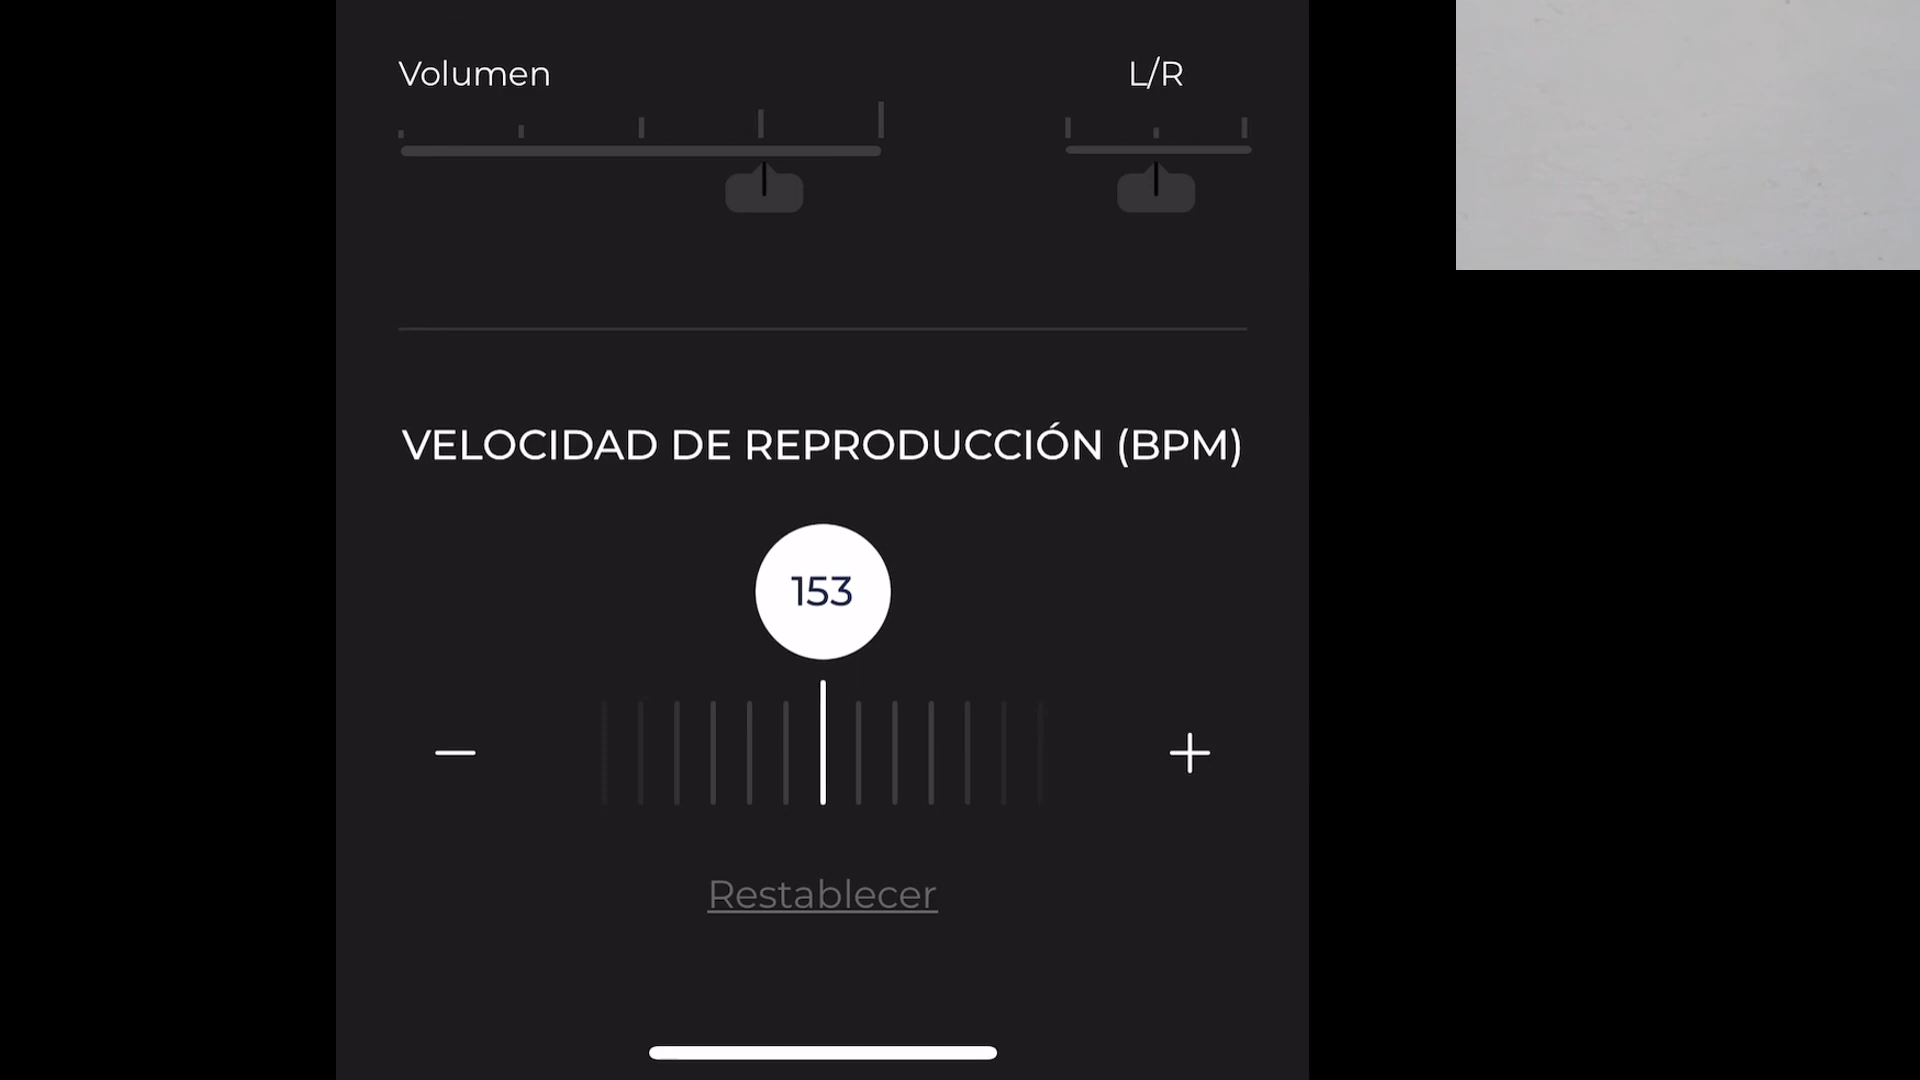 Volumen L/R
VELOCIDAD DE REPRODUCCIÓN (BPM)
153
Restablecer